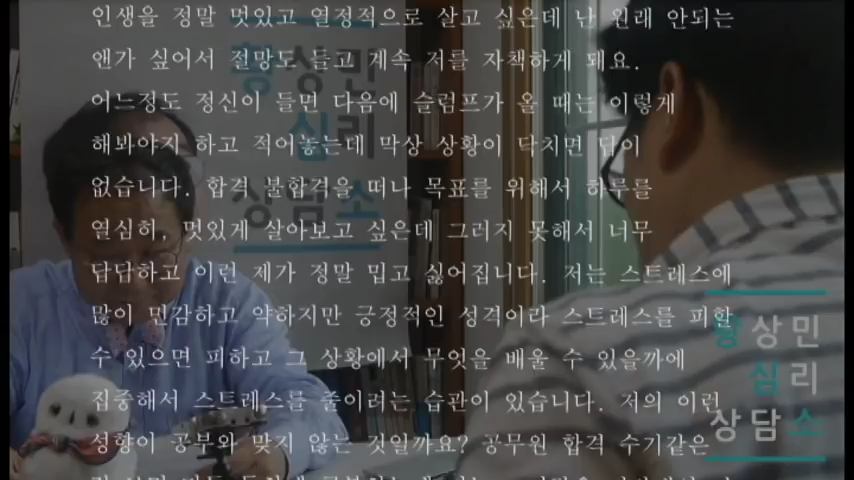 인생을 정말 멋있고 열정적으로 살고 싶은데 난 원래 안되는
앤가 싶어서 절망도 들고 계속 저를 자책하게 돼요.
어느정도 정신이 들면 다음에 슬럼프가 올 때는 이렇게
해봐야지 하고 적어놓는데 막상 상황이 닥치면 답이
없습니다. 합격 불합격을 떠나 목표를 위해서 하루를
열심히, 멋있게 살아보고 싶은데 그러지 못해서 너무
답답하고 이런 제가 정말 밉고 싫어집니다. 저는 스트레스에
많이 민감하고 약하지만 긍정적인 성격이라 스트레스를 피할
수 있으면 피하고 그 상황에서 무엇을 배울 수 있을까에
집중해서 스트레스를 줄이려는 습관이 있습니다. 저의 이런
성향이 공부와 맞지 않는 것일까요? 공무원 합격 수기같은
황상민
심리
상담소
황상민
심리
상담소